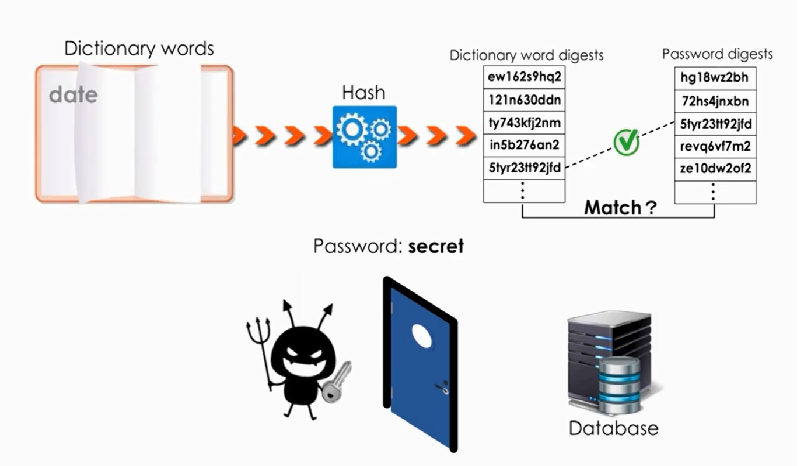 Dictionary words
date
Hash
Dictionary word digests
ew162s9hq2
121n630ddn
ty743kfj2nm
in5b276an2
5tyr23tt92jfd
⋮
Password digests
hg18wz2bh
72hs4jnxbn
5tyr23tt92jfd
revq6vf7m2
ze10dw2of2
⋮
Match ?
Password: secret
Database